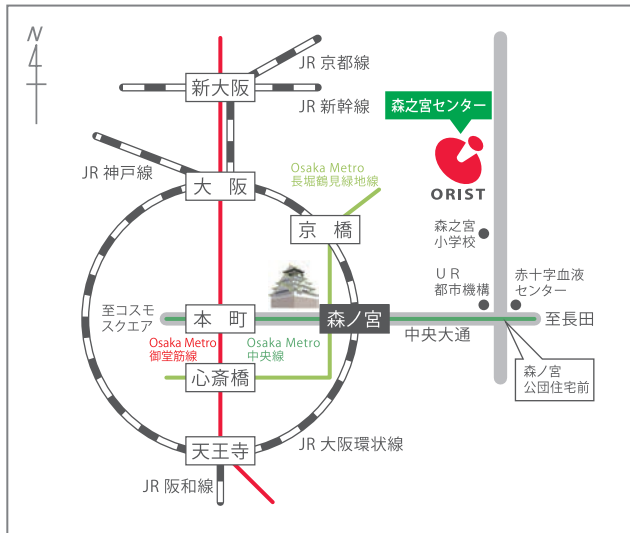 N
JR 京都線
新大阪
JR 新幹線
森之宮センター
JR 神戸線
大阪
Osaka Metro
長堀鶴見緑地線
ORIST
京橋
森之宮
小学校
UR
都市機構
赤十字血液
センター
至コスモ
スクエア
本町
森ノ宮
中央大通
至長田
Osaka Metro
御堂筋線
Osaka Metro
中央線
心斎橋
森ノ宮
公団住宅前
天王寺
JR 大阪環状線
JR 阪和線